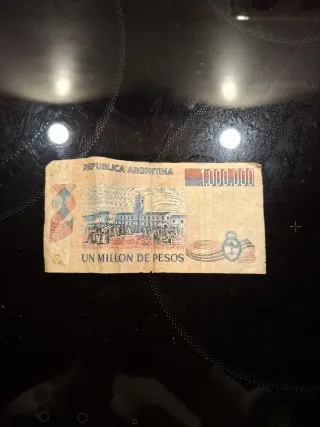 REPUBLICA ARGENTINA
1.000.000
UN MILLON DE PESOS